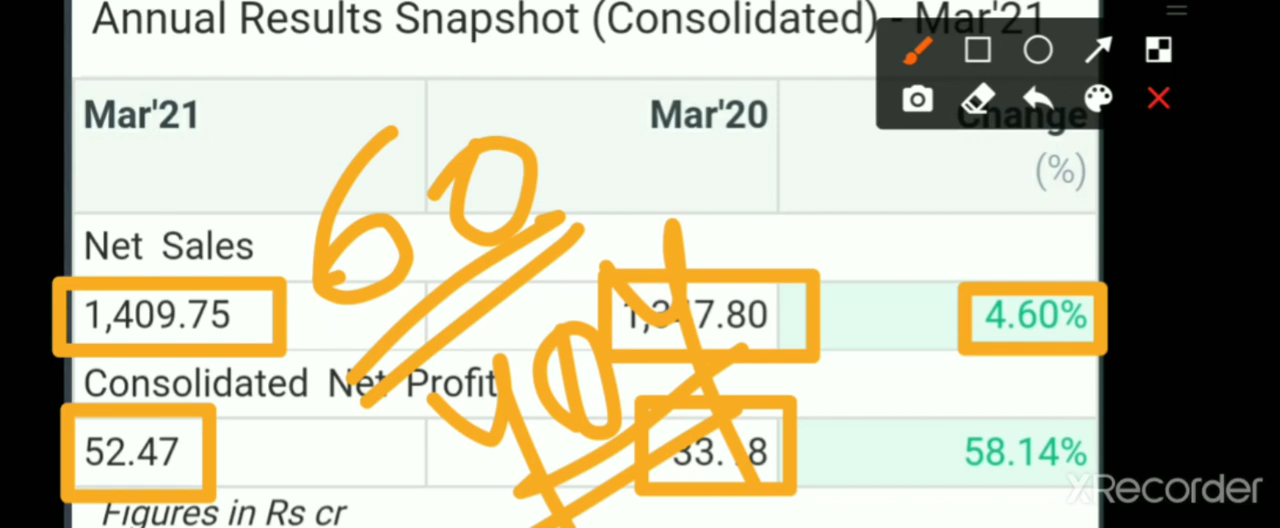 Annual Results Snapshot (Consolidated) - Mar'21
Mar'21 Mar'20 Change
(%)
Net Sales
1,409.75 4.60%
Consolidated Net Profit
52.47 58.14%
Figures in Rs cr
60
XRecorder